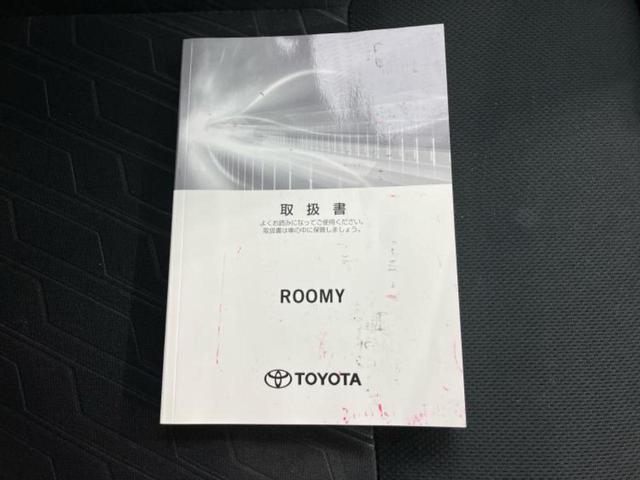 取扱書
よくお読みになってご使用ください。
取扱書は車の中に保管しましょう。
ROOMY
TOYOTA